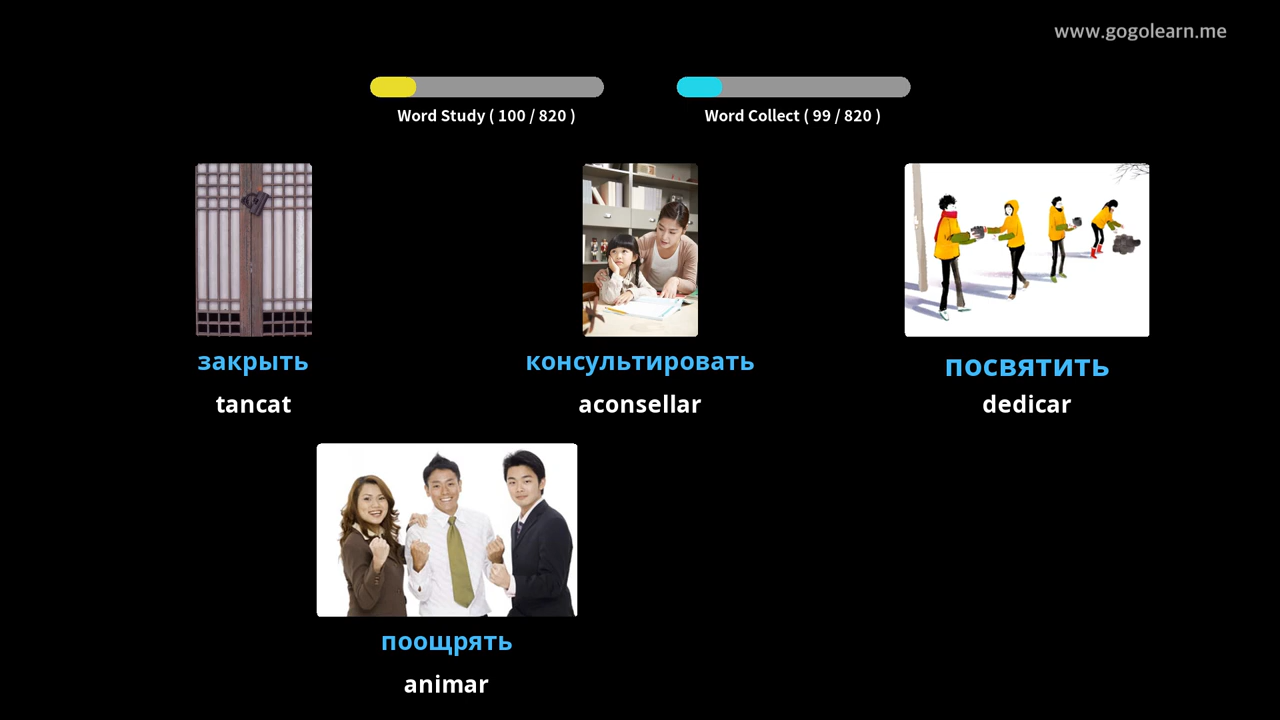 www.gogolearn.me
Word Study ( 100 / 820 )
Word Collect ( 99 / 820 )
закрыть
tancat
консультировать
aconsellar
посвятить
dedicar
поощрять
animar